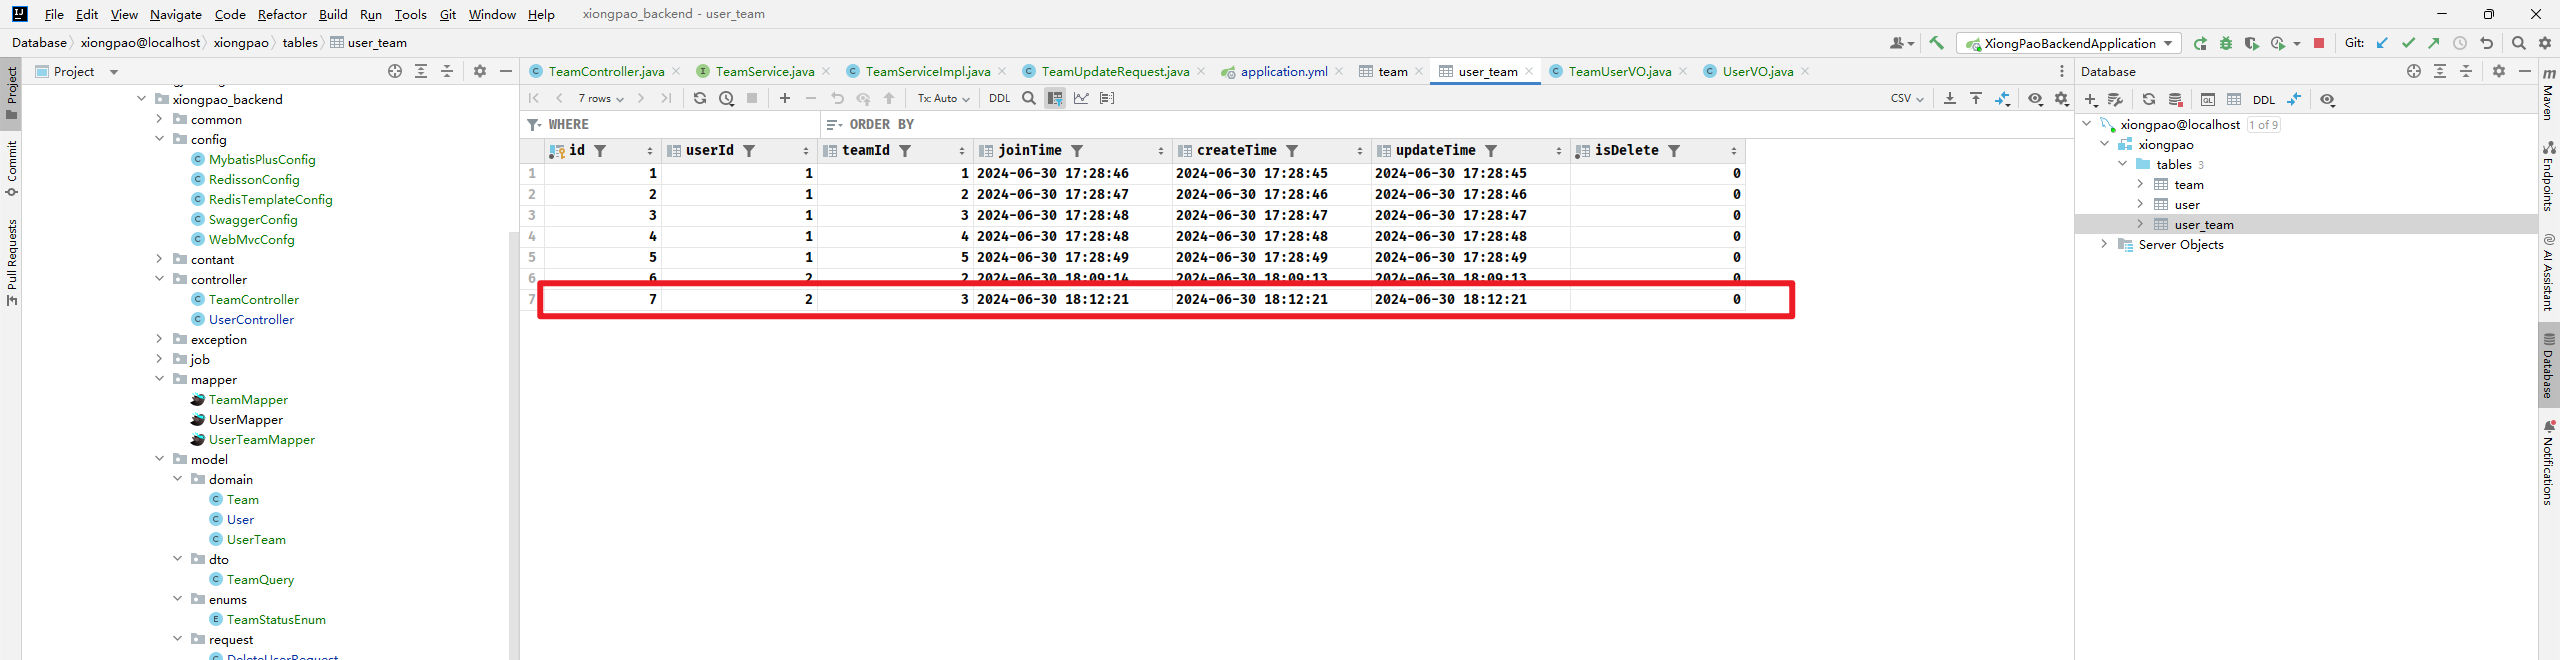 File Edit View Navigate Code Refactor Build Run Tools Git Window Help xiongpao_backend - user_team
Database xiongpao@localhost xiongpao tables user_team XiongPaoBackendApplication Git:
Project
TeamController.java TeamService.java TeamServiceImpl.java TeamUpdateRequest.java application.yml team user_team TeamUserVO.java UserVO.java
Database
7 rows Tx: Auto DDL CSV
DDL
WHERE ORDER BY
id userId teamId joinTime createTime updateTime isDelete
1 1 1 1 2024-06-30 17:28:46 2024-06-30 17:28:45 2024-06-30 17:28:45 0
2 2 1 2 2024-06-30 17:28:47 2024-06-30 17:28:46 2024-06-30 17:28:46 0
3 3 1 3 2024-06-30 17:28:48 2024-06-30 17:28:47 2024-06-30 17:28:47 0
4 4 1 4 2024-06-30 17:28:48 2024-06-30 17:28:48 2024-06-30 17:28:48 0
5 5 1 5 2024-06-30 17:28:49 2024-06-30 17:28:49 2024-06-30 17:28:49 0
6 6 2 2 2024-06-30 18:09:14 2024-06-30 18:09:13 2024-06-30 18:09:13 0
7 7 2 3 2024-06-30 18:12:21 2024-06-30 18:12:21 2024-06-30 18:12:21 0
xiongpao_backend
common
config
MybatisPlusConfig
RedissonConfig
RedisTemplateConfig
SwaggerConfig
WebMvcConfg
contant
controller
TeamController
UserController
exception
job
mapper
TeamMapper
UserMapper
UserTeamMapper
model
domain
Team
User
UserTeam
dto
TeamQuery
enums
TeamStatusEnum
request
DeleteUserRequest
xiongpao@localhost 1 of 9
xiongpao
tables 3
team
user
user_team
Server Objects
Project
Commit
Pull Requests
Maven
Endpoints
AI Assistant
Database
Notifications